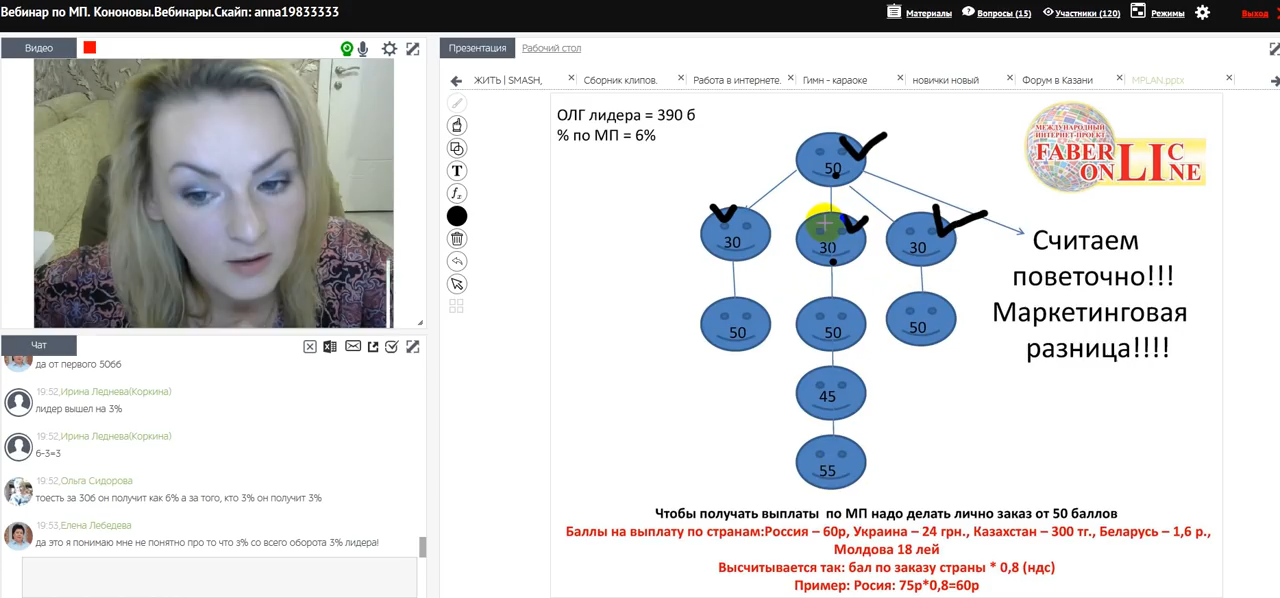 Вебинар по МП. Кононовы.Вебинары.Скайп: anna19833333
Материалы
Вопросы (15)
Участники (120)
Режимы
Выход
Видео
Презентация
Рабочий стол
ЖИТЬ | SMASH,
Сборник клипов.
Работа в интернете.
Гимн - караоке
новички новый
Форум в Казани
MPLAN.pptx
ОЛГ лидера = 390 б
% по МП = 6%
МЕЖДУНАРОДНЫЙ
ИНТЕРНЕТ-ПРОЕКТ
FABERLIC
ONLINE
50
30
30
30
50
50
50
45
55
Считаем
поветочно!!!
Маркетинговая
разница!!!!
Чтобы получать выплаты по МП надо делать лично заказ от 50 баллов
Баллы на выплату по странам:Россия – 60р, Украина – 24 грн., Казахстан – 300 тг., Беларусь – 1,6 р.,
Молдова 18 лей
Высчитывается так: бал по заказу страны * 0,8 (ндс)
Пример: Росия: 75р*0,8=60р
Чат
да от первого 50бб
19:52,Ирина Леднева(Коркина)
лидер вышел на 3%
19:52,Ирина Леднева(Коркина)
6-3=3
19:52,Ольга Сидорова
тоесть за 30б он получит как 6% а за того, кто 3% он получит 3%
19:53,Елена Лебедева
да это я понимаю мне не понятно про то что з% со всего оборота 3% лидера!